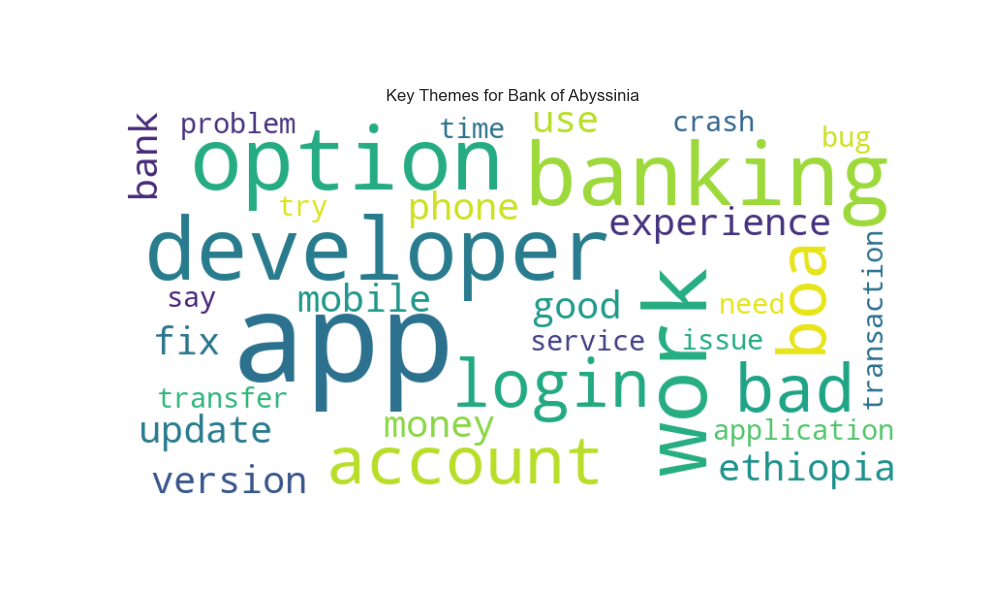 Key Themes for Bank of Abyssinia
bank
problem
option
time
use
banking
crash
bug
try
phone
experience
developer
say
mobile
good
work
need
boa
transaction
fix
app
service
issue
login
bad
transfer
update
money
application
version
account
ethiopia